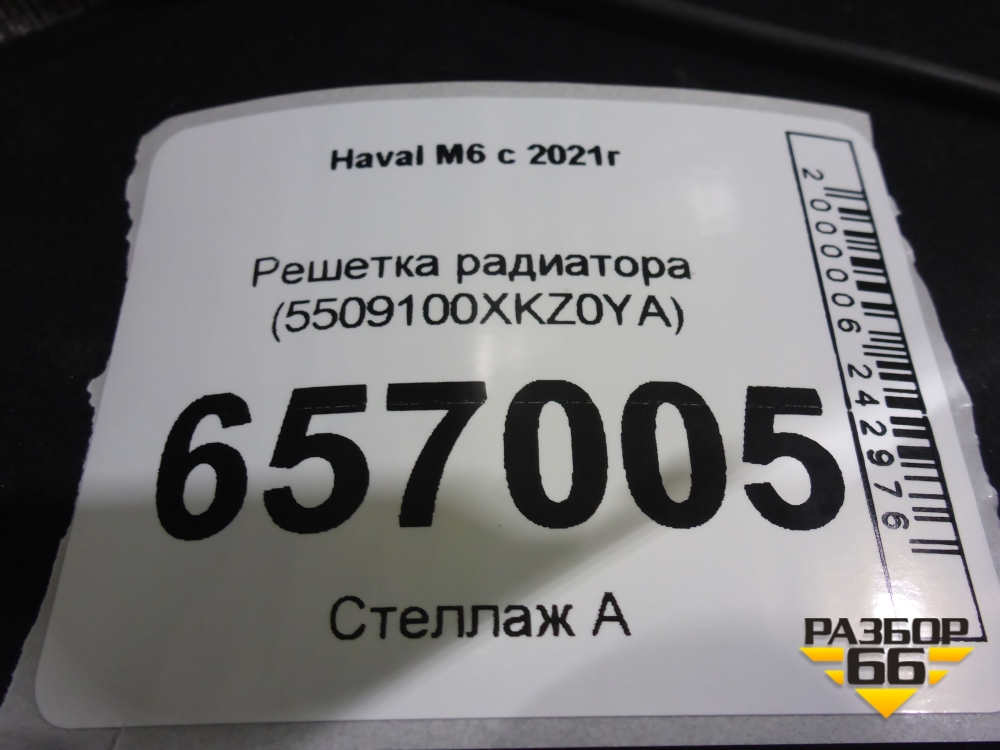 Haval M6 с 2021г
Решетка радиатора
(5509100XKZ0YA)
657005
Стеллаж А
2000006242976
РАЗБОР
66